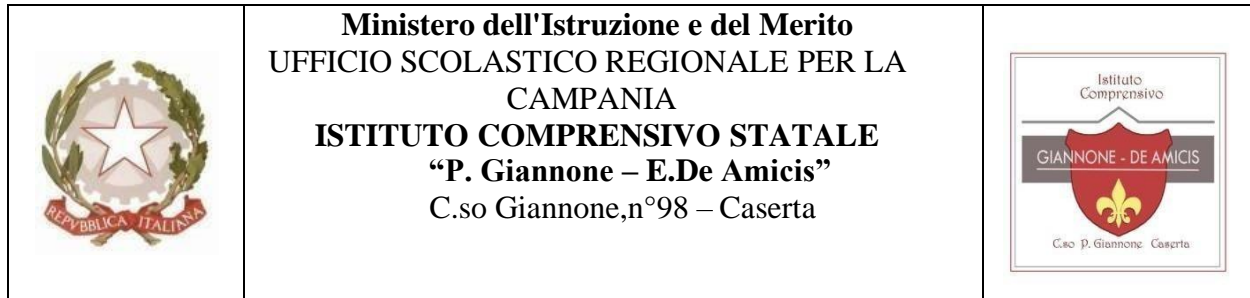 REPVBBLICA ITALIANA
Ministero dell'Istruzione e del Merito
UFFICIO SCOLASTICO REGIONALE PER LA
CAMPANIA
ISTITUTO COMPRENSIVO STATALE
“P. Giannone – E.De Amicis”
C.so Giannone,n°98 – Caserta
Istituto
Comprensivo
GIANNONE - DE AMICIS
C.so P. Giannone Caserta